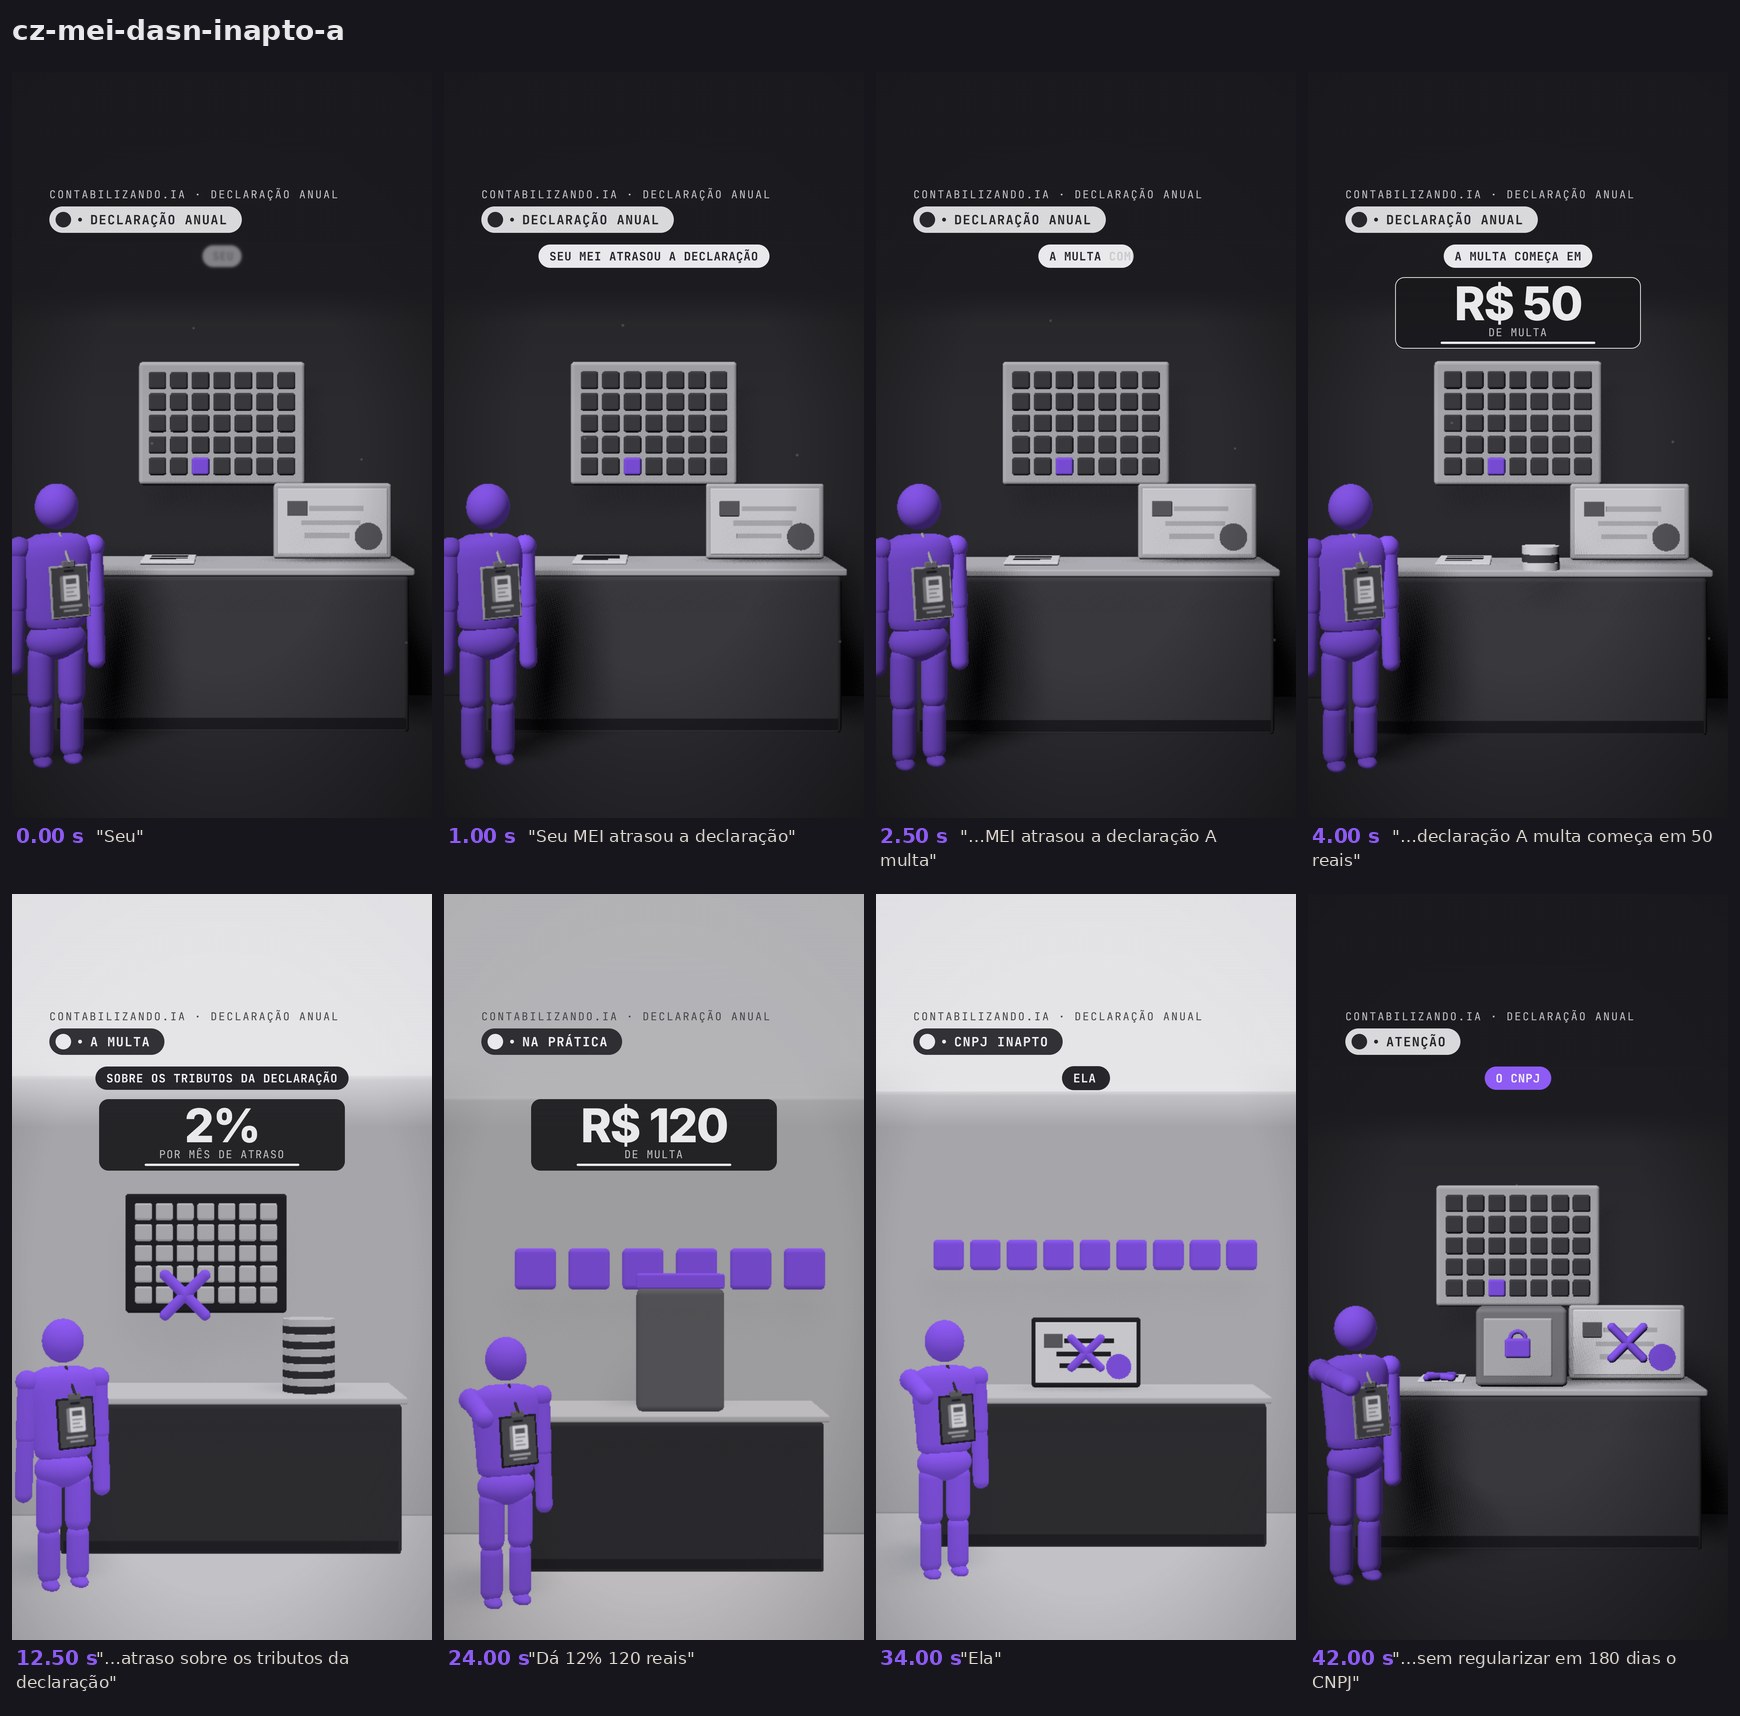 cz-mei-dasn-inapto-a
CONTABILIZANDO.IA · DECLARAÇÃO ANUAL
• DECLARAÇÃO ANUAL
SEU
0.00 s "Seu"
CONTABILIZANDO.IA · DECLARAÇÃO ANUAL
• DECLARAÇÃO ANUAL
SEU MEI ATRASOU A DECLARAÇÃO
1.00 s "Seu MEI atrasou a declaração"
CONTABILIZANDO.IA · DECLARAÇÃO ANUAL
• DECLARAÇÃO ANUAL
A MULTA COM
2.50 s "...MEI atrasou a declaração A
multa"
CONTABILIZANDO.IA · DECLARAÇÃO ANUAL
• DECLARAÇÃO ANUAL
A MULTA COMEÇA EM
R$ 50
DE MULTA
4.00 s "...declaração A multa começa em 50
reais"
CONTABILIZANDO.IA · DECLARAÇÃO ANUAL
• A MULTA
SOBRE OS TRIBUTOS DA DECLARAÇÃO
2%
POR MÊS DE ATRASO
12.50 s "...atraso sobre os tributos da
declaração"
CONTABILIZANDO.IA · DECLARAÇÃO ANUAL
• NA PRÁTICA
R$ 120
DE MULTA
24.00 s "Dá 12% 120 reais"
CONTABILIZANDO.IA · DECLARAÇÃO ANUAL
• CNPJ INAPTO
ELA
34.00 s "Ela"
CONTABILIZANDO.IA · DECLARAÇÃO ANUAL
• ATENÇÃO
O CNPJ
42.00 s "...sem regularizar em 180 dias o
CNPJ"